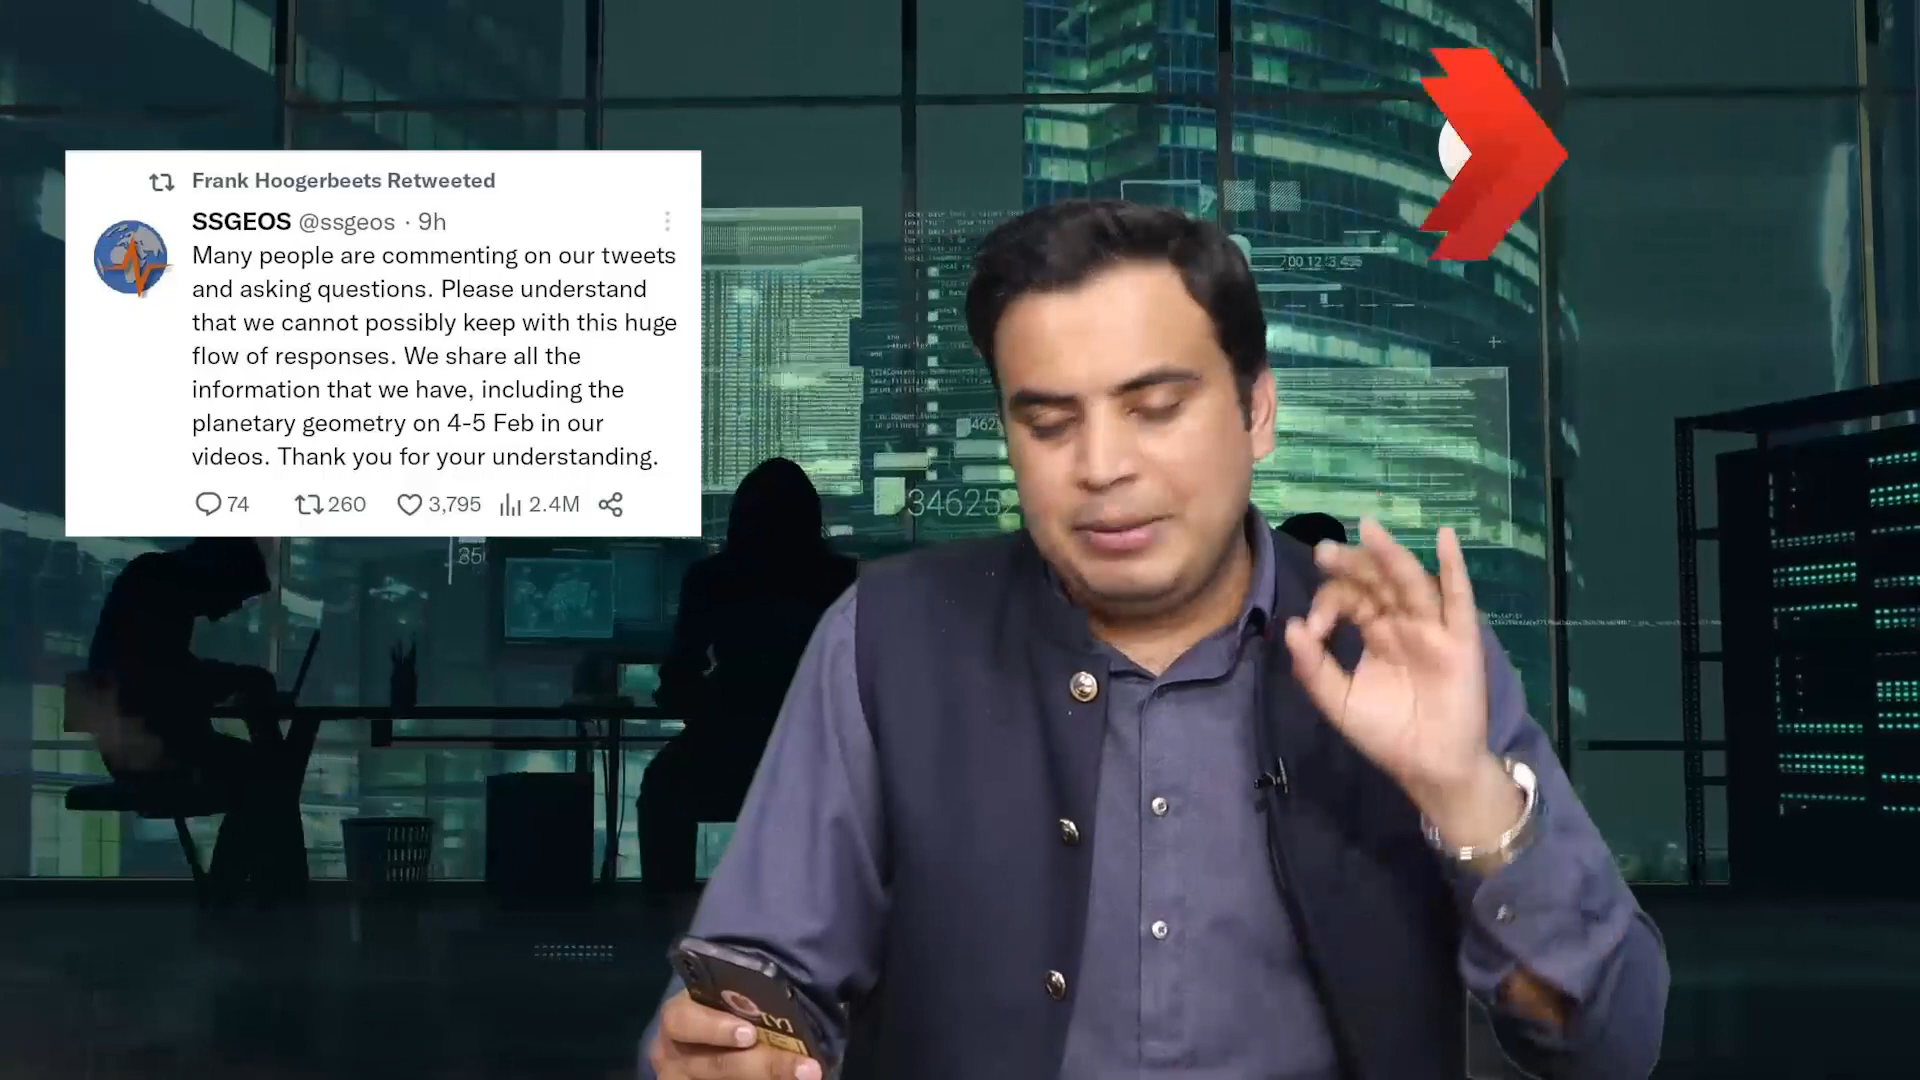 Frank Hoogerbeets Retweeted
SSGEOS @ssgeos · 9h
Many people are commenting on our tweets
and asking questions. Please understand
that we cannot possibly keep with this huge
flow of responses. We share all the
information that we have, including the
planetary geometry on 4-5 Feb in our
videos. Thank you for your understanding.
74 260 3,795 2.4M
34625